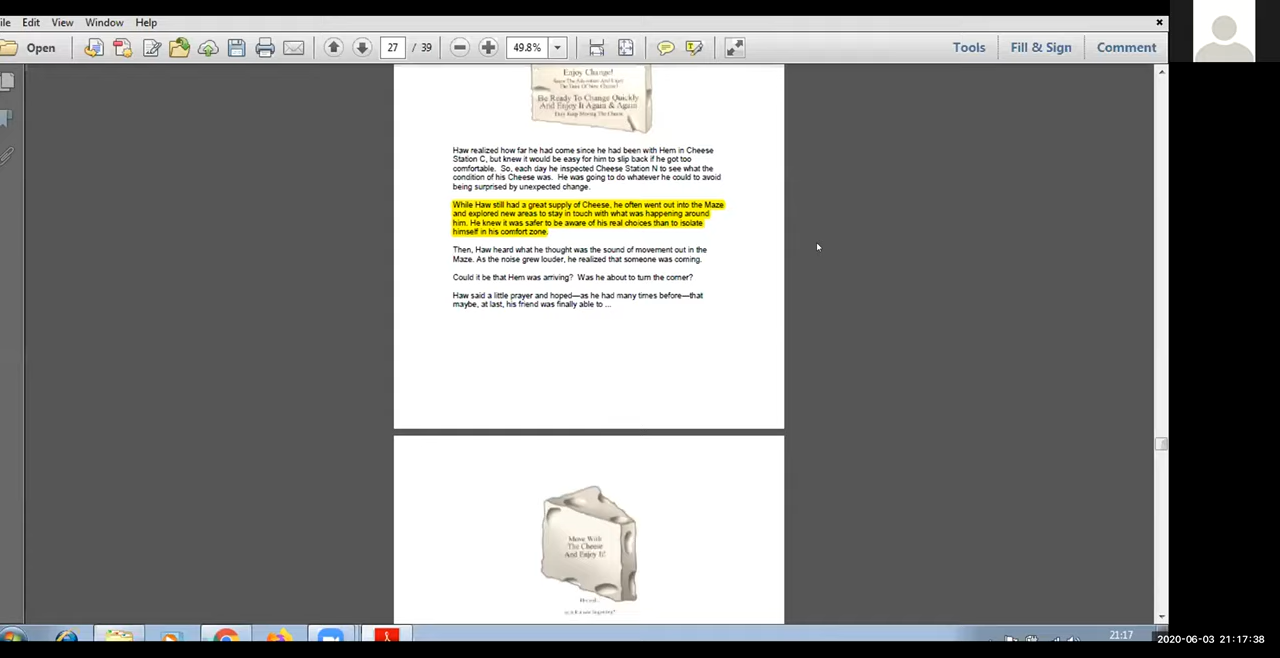 ile Edit View Window Help
Open 27 / 39 49.8% Tools Fill & Sign Comment
Enjoy Change!
Savor The Adventure And Enjoy
The Taste Of New Cheese!
Be Ready To Change Quickly
And Enjoy It Again & Again
They Keep Moving The Cheese
Haw realized how far he had come since he had been with Hem in Cheese
Station C, but knew it would be easy for him to slip back if he got too
comfortable. So, each day he inspected Cheese Station N to see what the
condition of his Cheese was. He was going to do whatever he could to avoid
being surprised by unexpected change.
While Haw still had a great supply of Cheese, he often went out into the Maze
and explored new areas to stay in touch with what was happening around
him. He knew it was safer to be aware of his real choices than to isolate
himself in his comfort zone.
Then, Haw heard what he thought was the sound of movement out in the
Maze. As the noise grew louder, he realized that someone was coming.
Could it be that Hem was arriving? Was he about to turn the corner?
Haw said a little prayer and hoped—as he had many times before—that
maybe, at last, his friend was finally able to ...
Move With
The Cheese
And Enjoy It!
21:17
2020-06-03 21:17:38